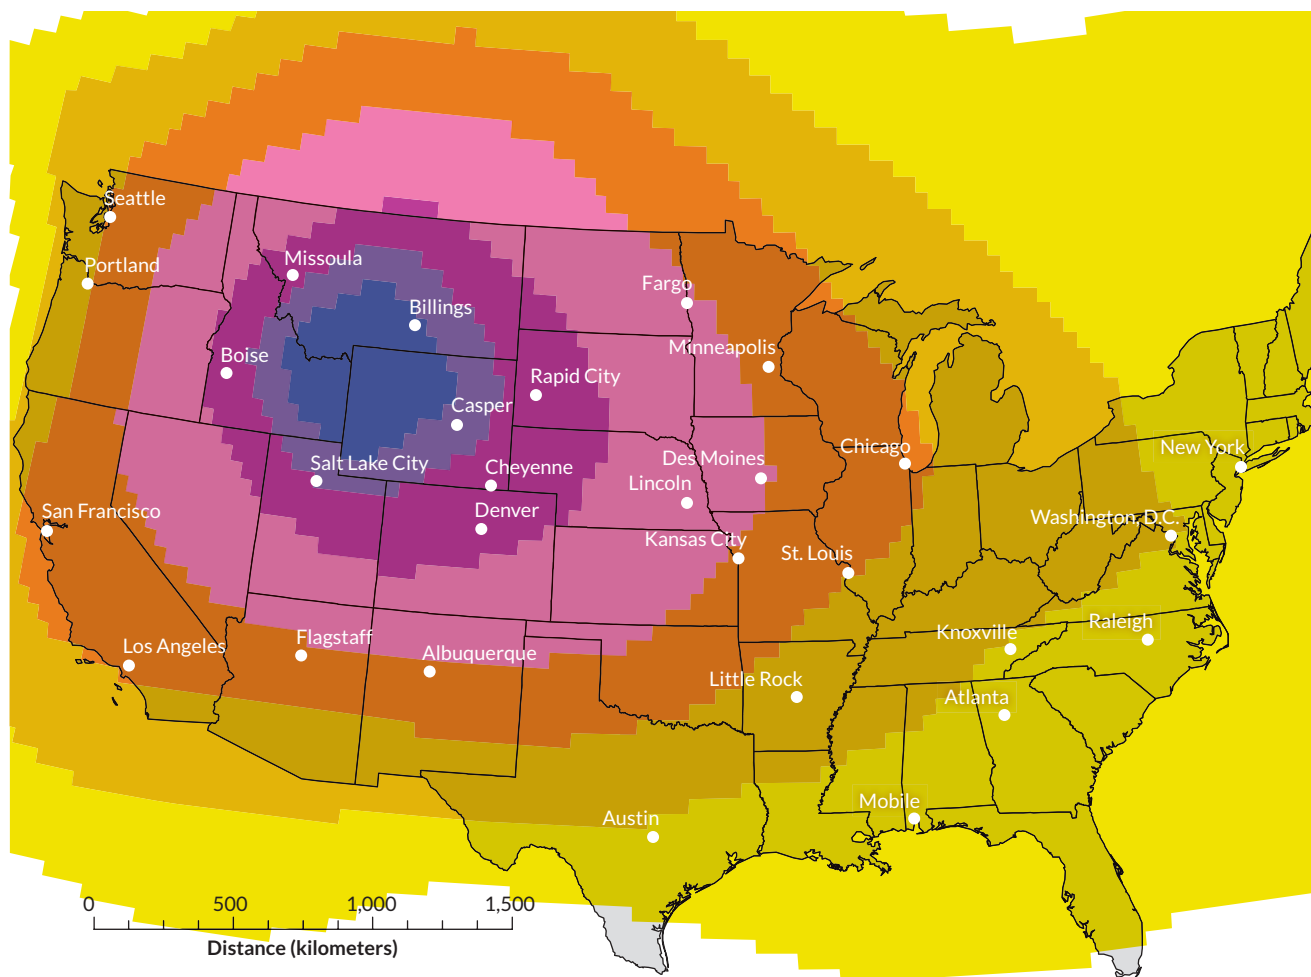 Seattle
Portland
Missoula
Billings
Fargo
Minneapolis
Boise
Rapid City
Casper
Chicago
New York
Salt Lake City
Cheyenne
Des Moines
Lincoln
Denver
San Francisco
Washington, D.C.
Kansas City
St. Louis
Raleigh
Knoxville
Flagstaff
Los Angeles
Albuquerque
Little Rock
Atlanta
Mobile
Austin
0 500 1,000 1,500
Distance (kilometers)